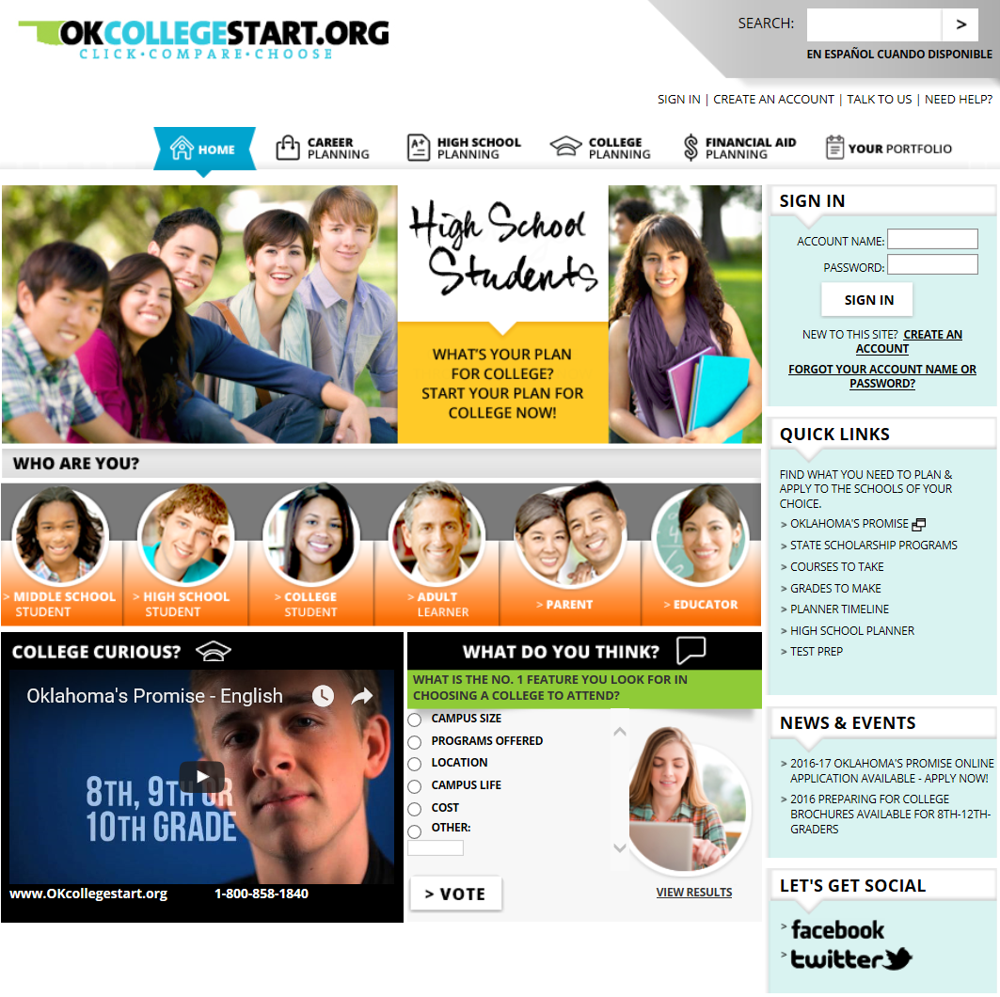 OKCOLLEGESTART.ORG
CLICK•COMPARE•CHOOSE
SEARCH:
>
EN ESPAÑOL CUANDO DISPONIBLE
SIGN IN | CREATE AN ACCOUNT | TALK TO US | NEED HELP?
HOME
CAREER
PLANNING
A+
HIGH SCHOOL
PLANNING
COLLEGE
PLANNING
$
FINANCIAL AID
PLANNING
YOUR PORTFOLIO
High School
Students
WHAT'S YOUR PLAN
FOR COLLEGE?
START YOUR PLAN FOR
COLLEGE NOW!
WHO ARE YOU?
> MIDDLE SCHOOL
STUDENT
> HIGH SCHOOL
STUDENT
> COLLEGE
STUDENT
> ADULT
LEARNER
> PARENT
> EDUCATOR
COLLEGE CURIOUS?
Oklahoma's Promise - English
8TH, 9TH OR
10TH GRADE
www.OKcollegestart.org 1-800-858-1840
WHAT DO YOU THINK?
WHAT IS THE NO. 1 FEATURE YOU LOOK FOR IN
CHOOSING A COLLEGE TO ATTEND?
CAMPUS SIZE
PROGRAMS OFFERED
LOCATION
CAMPUS LIFE
COST
OTHER:
> VOTE
VIEW RESULTS
SIGN IN
ACCOUNT NAME:
PASSWORD:
SIGN IN
NEW TO THIS SITE? CREATE AN
ACCOUNT
FORGOT YOUR ACCOUNT NAME OR
PASSWORD?
QUICK LINKS
FIND WHAT YOU NEED TO PLAN &
APPLY TO THE SCHOOLS OF YOUR
CHOICE.
> OKLAHOMA'S PROMISE
> STATE SCHOLARSHIP PROGRAMS
> COURSES TO TAKE
> GRADES TO MAKE
> PLANNER TIMELINE
> HIGH SCHOOL PLANNER
> TEST PREP
NEWS & EVENTS
> 2016-17 OKLAHOMA'S PROMISE ONLINE
APPLICATION AVAILABLE - APPLY NOW!
> 2016 PREPARING FOR COLLEGE
BROCHURES AVAILABLE FOR 8TH-12TH-
GRADERS
LET'S GET SOCIAL
> facebook
> twitter